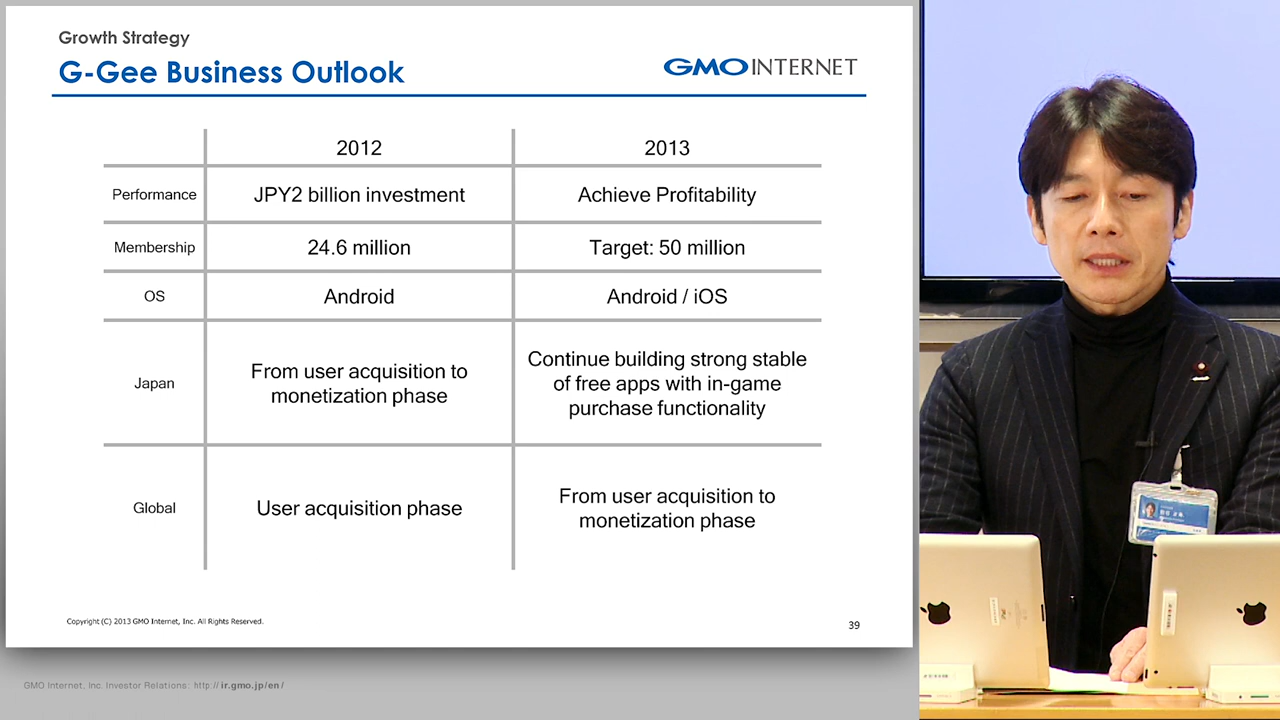 Growth Strategy
G-Gee Business Outlook
GMO INTERNET
2012 2013
Performance JPY2 billion investment Achieve Profitability
Membership 24.6 million Target: 50 million
OS Android Android / iOS
Japan
From user acquisition to
monetization phase
Continue building strong stable
of free apps with in-game
purchase functionality
Global
User acquisition phase
From user acquisition to
monetization phase
Copyright (C) 2013 GMO Internet, Inc. All Rights Reserved.
39
GMO Internet, Inc. Investor Relations: http:// ir.gmo.jp/en /